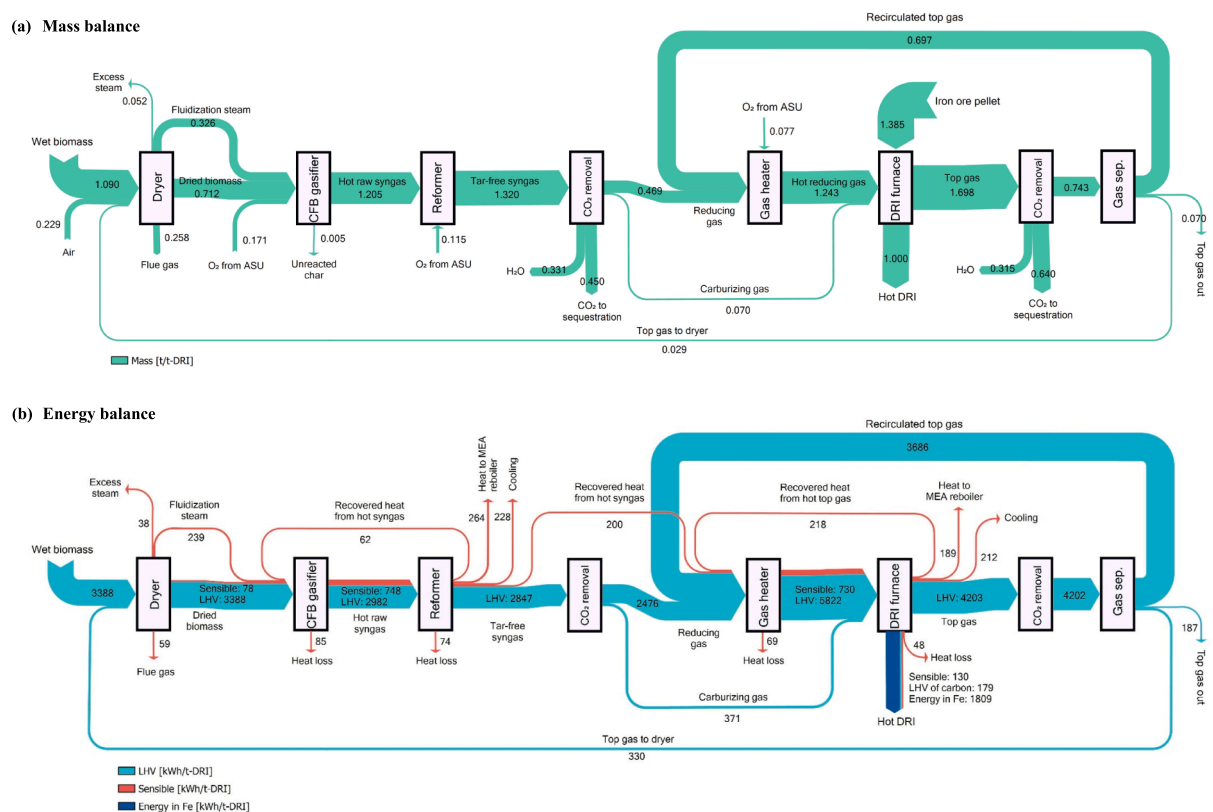 (a) Mass balance
Recirculated top gas
0.697
Excess
steam
0.052
Fluidization steam
0.326
O₂ from ASU
0.077
Iron ore pellet
1.385
Wet biomass
1.090
Dryer
Dried biomass
0.712
CFB gasifier
Hot raw syngas
1.205
Reformer
Tar-free syngas
1.320
CO₂ removal
0.469
Reducing
gas
Gas heater
Hot reducing gas
1.243
DRI furnace
Top gas
1.698
CO₂ removal
0.743
Gas sep.
0.070
Top gas out
0.229
Air
0.258
Flue gas
0.171
O₂ from ASU
0.005
Unreacted
char
0.115
O₂ from ASU
H₂O
0.331
0.450
CO₂ to
sequestration
Carburizing gas
0.070
1.000
Hot DRI
H₂O
0.315
0.640
CO₂ to
sequestration
Top gas to dryer
0.029
Mass [t/t-DRI]
(b) Energy balance
Recirculated top gas
3686
Excess
steam
38
Fluidization
steam
239
Recovered heat
from hot syngas
62
Heat to MEA
reboiler
264
Cooling
228
Recovered heat
from hot syngas
200
Recovered heat
from hot top gas
218
Heat to
MEA reboiler
189
Cooling
212
Wet biomass
3388
Dryer
Sensible: 78
LHV: 3388
Dried
biomass
CFB gasifier
Sensible: 748
LHV: 2982
Hot raw
syngas
Reformer
LHV: 2847
Tar-free
syngas
CO₂ removal
2476
Reducing
gas
Gas heater
Sensible: 730
LHV: 5822
DRI furnace
LHV: 4203
Top gas
CO₂ removal
4202
Gas sep.
187
Top gas out
59
Flue gas
85
Heat loss
74
Heat loss
69
Heat loss
48
Heat loss
Sensible: 130
LHV of carbon: 179
Energy in Fe: 1809
Hot DRI
Carburizing gas
371
Top gas to dryer
330
LHV [kWh/t-DRI]
Sensible [kWh/t-DRI]
Energy in Fe [kWh/t-DRI]